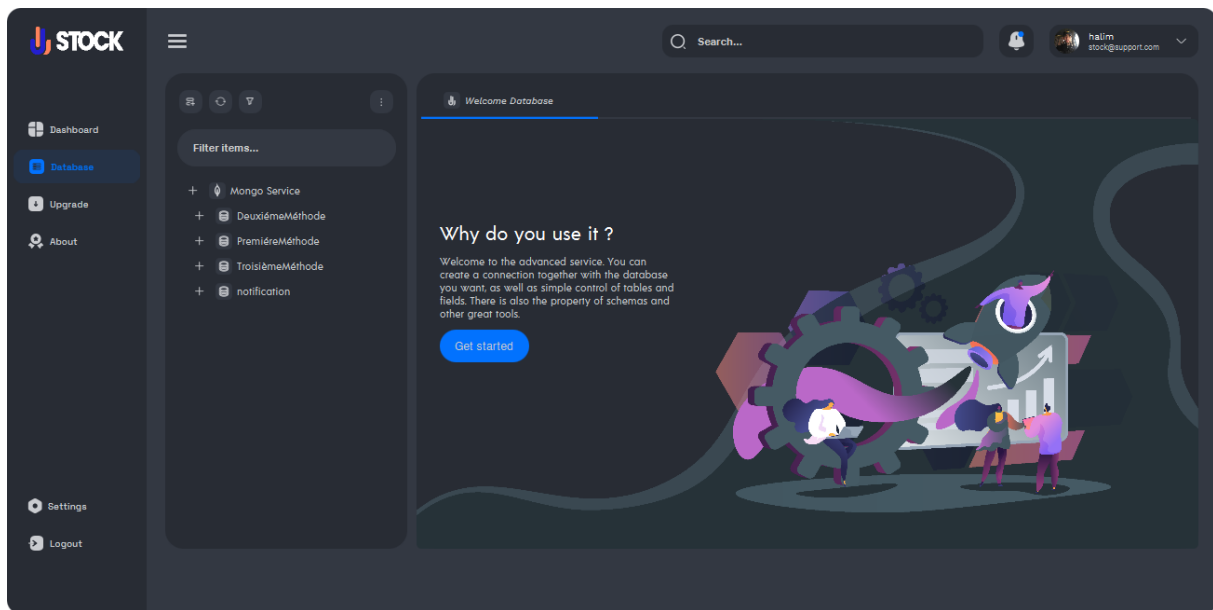 STOCK
Search...
halim
stock@support.com
Dashboard
Database
Upgrade
About
Settings
Logout
Filter items...
Mongo Service
DeuxiémeMéthode
PremiéreMéthode
TroisièmeMéthode
notification
Welcome Database
Why do you use it ?
Welcome to the advanced service. You can
create a connection together with the database
you want, as well as simple control of tables and
fields. There is also the property of schemas and
other great tools.
Get started